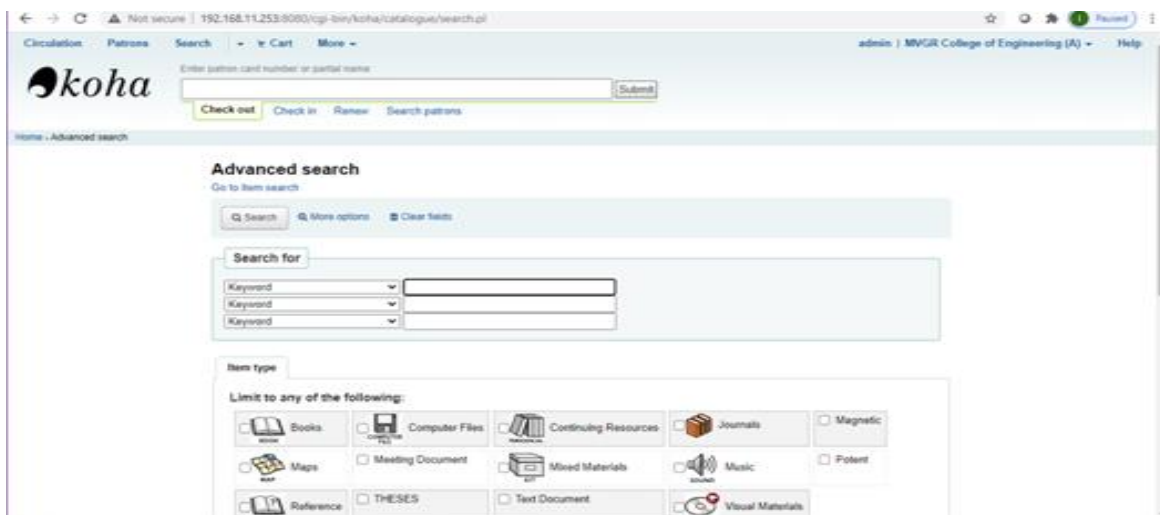 Not secure | 192.168.11.253:8080/cgi-bin/koha/catalogue/search.pl
Paused
Circulation Patrons Search Cart More admin | MVGR College of Engineering (A) Help
koha
Enter patron card number or partial name
Submit
Check out Check in Renew Search patrons
Home › Advanced search
Advanced search
Go to item search
Search More options Clear fields
Search for
Keyword
Keyword
Keyword
Item type
Limit to any of the following:
Books Computer Files Continuing Resources Journals Magnetic
Maps Meeting Document Mixed Materials Music Potent
Reference THESES Text Document Visual Materials